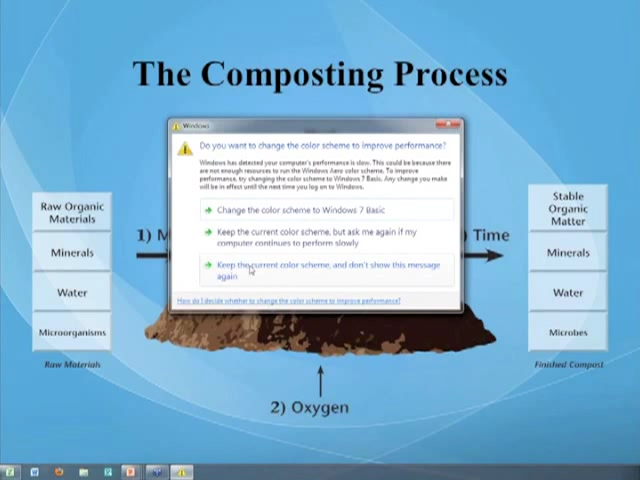 The Composting Process
Windows
Do you want to change the color scheme to improve performance?
Windows has detected your computer's performance is slow. This could be because there
are not enough resources to run the Windows Aero color scheme. To improve
performance, try changing the color scheme to Windows 7 Basic. Any change you make
will be in effect until the next time you log on to Windows.
Change the color scheme to Windows 7 Basic
Keep the current color scheme, but ask me again if my
computer continues to perform slowly
Keep the current color scheme, and don't show this message
again
How do I decide whether to change the color scheme to improve performance?
Raw Organic
Materials
Minerals
Water
Microorganisms
Raw Materials
1) M
) Time
2) Oxygen
Stable
Organic
Matter
Minerals
Water
Microbes
Finished Compost